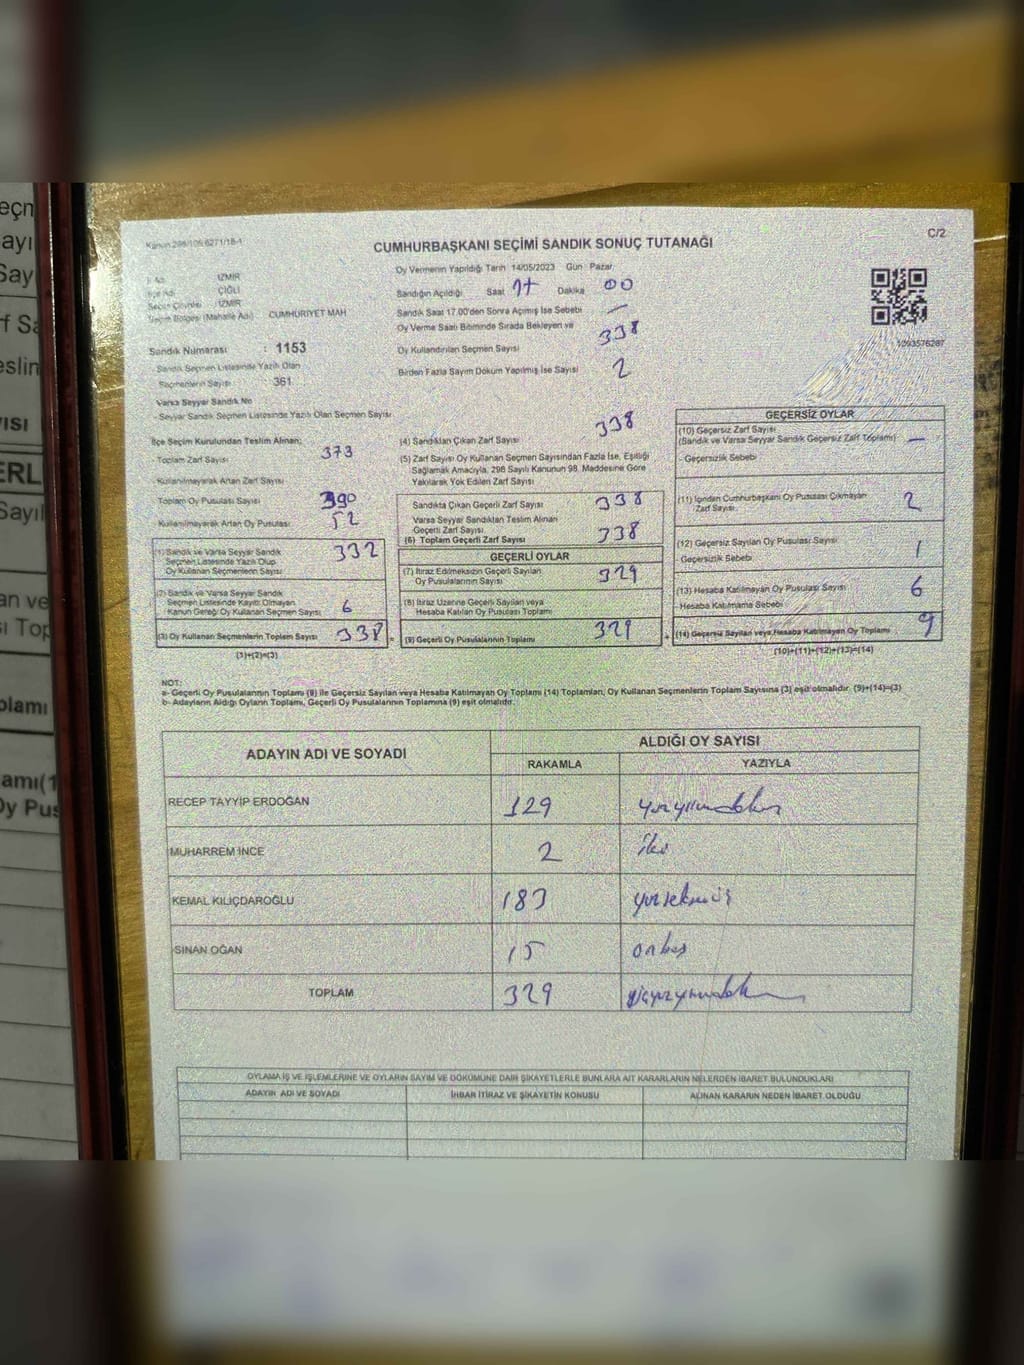 Kanun 298/106 6271/18-1
CUMHURBAŞKANI SEÇİMİ SANDIK SONUÇ TUTANAĞI
C/2
İl Adı İZMİR
İlçe Adı ÇİĞLİ
Seçim Çevresi İZMİR
Seçim Bölgesi (Mahalle Adı) CUMHURİYET MAH
Sandık Numarası : 1153
Sandık Seçmen Listesinde Yazılı Olan
Seçmenlerin Sayısı : 361
Varsa Seyyar Sandık No
Seyyar Sandık Seçmen Listesinde Yazılı Olan Seçmen Sayısı
Oy Vermenin Yapıldığı Tarih 14/05/2023 Gün Pazar
Sandığın Açıldığı Saat 17 Dakika 00
Sandık Saat 17.00'den Sonra Açılmış İse Sebebi —
Oy Verme Saati Bitiminde Sırada Bekleyen ve
Oy Kullandırılan Seçmen Sayısı 338
Birden Fazla Sayım Döküm Yapılmış İse Sayısı 2
1093576287
İlçe Seçim Kurulundan Teslim Alınan;
Toplam Zarf Sayısı 373
Kullanılmayarak Artan Zarf Sayısı
Toplam Oy Pusulası Sayısı 390
Kullanılmayarak Artan Oy Pusulası 52
(1) Sandık ve Varsa Seyyar Sandık
Seçmen Listesinde Yazılı Olup
Oy Kullanan Seçmenlerin Sayısı 332
(2) Sandık ve Varsa Seyyar Sandık
Seçmen Listesinde Kayıtlı Olmayan
Kanun Gereği Oy Kullanan Seçmen Sayısı 6
(3) Oy Kullanan Seçmenlerin Toplam Sayısı 338 =
(1)+(2)=(3)
(4) Sandıktan Çıkan Zarf Sayısı 338
(5) Zarf Sayısı Oy Kullanan Seçmen Sayısından Fazla İse, Eşitliği
Sağlamak Amacıyla, 298 Sayılı Kanunun 98. Maddesine Göre
Yakılarak Yok Edilen Zarf Sayısı
Sandıkta Çıkan Geçerli Zarf Sayısı 338
Varsa Seyyar Sandıktan Teslim Alınan
Geçerli Zarf Sayısı
(6) Toplam Geçerli Zarf Sayısı 338
GEÇERLİ OYLAR
(7) İtiraz Edilmeksizin Geçerli Sayılan
Oy Pusulalarının Sayısı 329
(8) İtiraz Üzerine Geçerli Sayılan veya
Hesaba Katılan Oy Pusulası Toplamı
(9) Geçerli Oy Pusulalarının Toplamı 329 +
GEÇERSİZ OYLAR
(10) Geçersiz Zarf Sayısı
(Sandık ve Varsa Seyyar Sandık Geçersiz Zarf Toplamı) —
- Geçersizlik Sebebi
(11) İçinden Cumhurbaşkanı Oy Pusulası Çıkmayan
Zarf Sayısı 2
(12) Geçersiz Sayılan Oy Pusulası Sayısı 1
- Geçersizlik Sebebi
(13) Hesaba Katılmayan Oy Pusulası Sayısı 6
- Hesaba Katılmama Sebebi
(14) Geçersiz Sayılan veya Hesaba Katılmayan Oy Toplamı 9
(10)+(11)+(12)+(13)=(14)
NOT:
a- Geçerli Oy Pusulalarının Toplamı (9) ile Geçersiz Sayılan veya Hesaba Katılmayan Oy Toplamı (14) Toplamları, Oy Kullanan Seçmenlerin Toplam Sayısına (3) eşit olmalıdır. (9)+(14)=(3)
b- Adayların Aldığı Oyların Toplamı, Geçerli Oy Pusulalarının Toplamına (9) eşit olmalıdır.
ADAYIN ADI VE SOYADI
ALDIĞI OY SAYISI
RAKAMLA YAZIYLA
RECEP TAYYİP ERDOĞAN 129 yüzyirmidokuz
MUHARREM İNCE 2 iki
KEMAL KILIÇDAROĞLU 183 yüzseksenüç
SİNAN OĞAN 15 onbeş
TOPLAM 329 üçyüzyirmidokuz
OYLAMA İŞ VE İŞLEMLERİNE VE OYLARIN SAYIM VE DÖKÜMÜNE DAİR ŞİKAYETLERLE BUNLARA AİT KARARLARIN NELERDEN İBARET BULUNDUKLARI
ADAYIN ADI VE SOYADI İHBAR İTİRAZ VE ŞİKAYETİN KONUSU ALINAN KARARIN NEDEN İBARET OLDUĞU